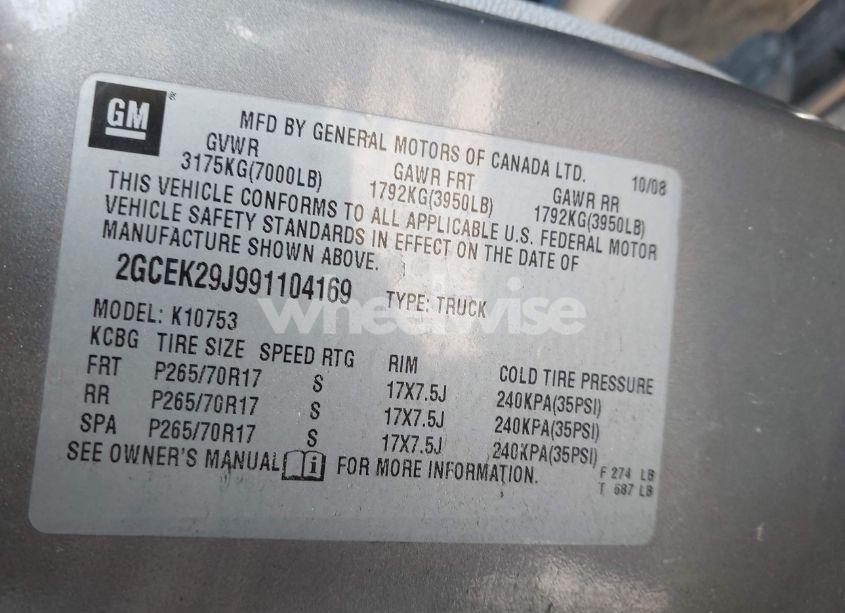 GM
MFD BY GENERAL MOTORS OF CANADA LTD. 10/08
GVWR GAWR FRT GAWR RR
3175KG(7000LB) 1792KG(3950LB) 1792KG(3950LB)
THIS VEHICLE CONFORMS TO ALL APPLICABLE U.S. FEDERAL MOTOR
VEHICLE SAFETY STANDARDS IN EFFECT ON THE DATE OF
MANUFACTURE SHOWN ABOVE.
2GCEK29J991104169 TYPE: TRUCK
MODEL: K10753
KCBG TIRE SIZE SPEED RTG RIM COLD TIRE PRESSURE
FRT P265/70R17 S 17X7.5J 240KPA(35PSI)
RR P265/70R17 S 17X7.5J 240KPA(35PSI)
SPA P265/70R17 S 17X7.5J 240KPA(35PSI)
SEE OWNER'S MANUAL i FOR MORE INFORMATION.
F 274 LB
T 687 LB
wheelwise